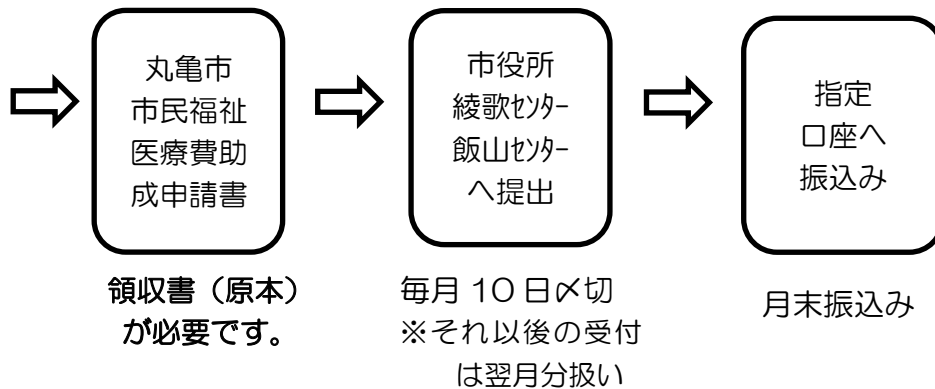 丸亀市
市民福祉
医療費助
成申請書
領収書（原本）
が必要です。
市役所
綾歌ｾﾝﾀｰ
飯山ｾﾝﾀｰ
へ提出
毎月 10 日〆切
※それ以後の受付
は翌月分扱い
指定
口座へ
振込み
月末振込み